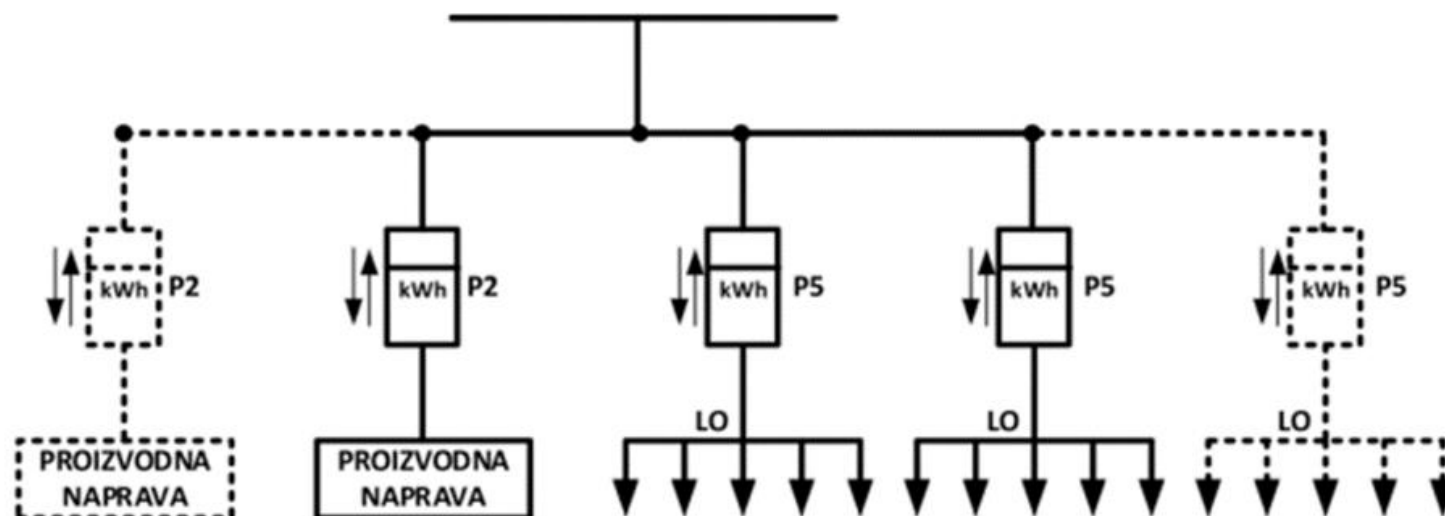 kWh P2
kWh P2
kWh P5
kWh P5
kWh P5
LO
LO
LO
PROIZVODNA
NAPRAVA
PROIZVODNA
NAPRAVA